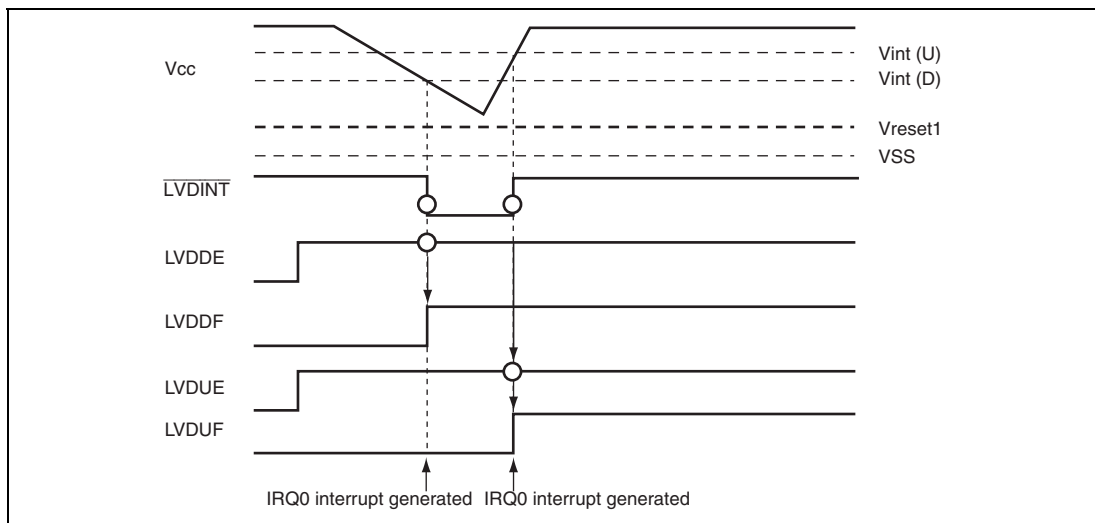 Vcc
Vint (U)
Vint (D)
Vreset1
VSS
LVDINT
LVDDE
LVDDF
LVDUE
LVDUF
IRQ0 interrupt generated IRQ0 interrupt generated